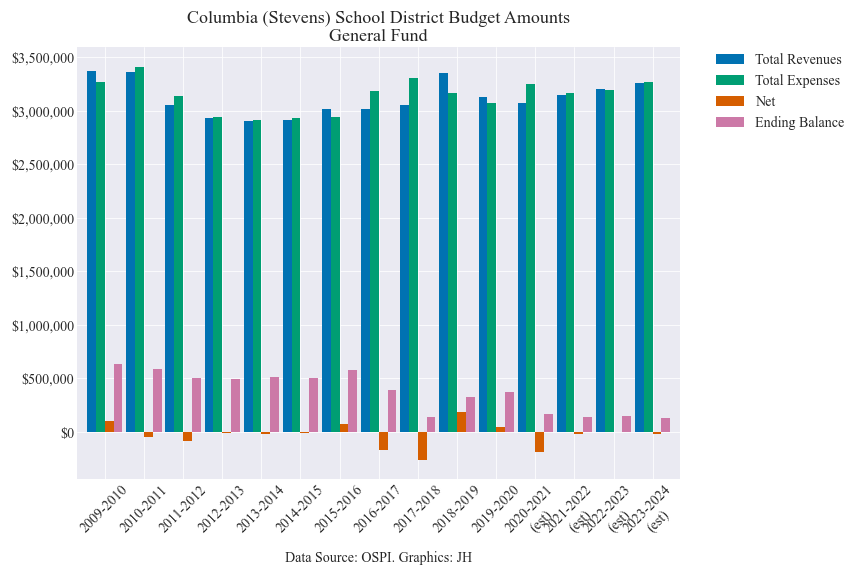 Columbia (Stevens) School District Budget Amounts
General Fund
$3,500,000
$3,000,000
$2,500,000
$2,000,000
$1,500,000
$1,000,000
$500,000
$0
Total Revenues
Total Expenses
Net
Ending Balance
2009-2010
2010-2011
2011-2012
2012-2013
2013-2014
2014-2015
2015-2016
2016-2017
2017-2018
2018-2019
2019-2020
2020-2021
(est)
2021-2022
(est)
2022-2023
(est)
2023-2024
(est)
Data Source: OSPI. Graphics: JH